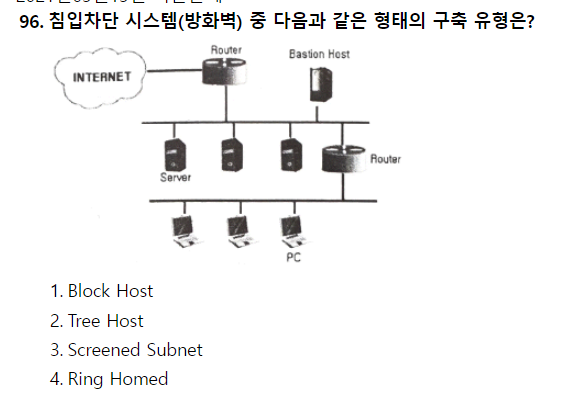 96. 침입차단 시스템(방화벽) 중 다음과 같은 형태의 구축 유형은?
Router
Bastion Host
INTERNET
Router
Server
PC
1. Block Host
2. Tree Host
3. Screened Subnet
4. Ring Homed